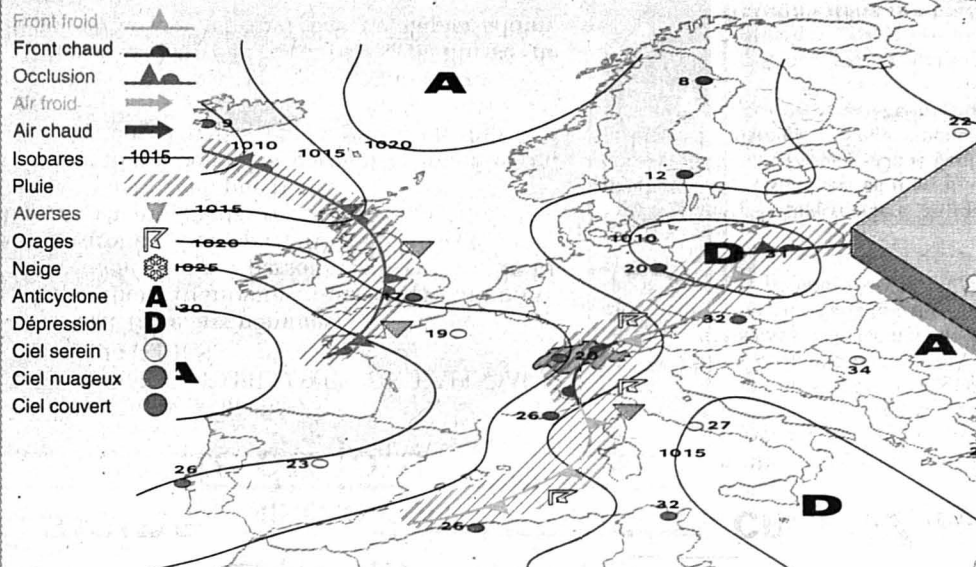 Front froid
Front chaud
Occlusion
Air froid
Air chaud
Isobares -1015
Pluie
Averses
Orages
Neige
Anticyclone A
Dépression D
Ciel serein
Ciel nuageux
Ciel couvert
A
8
22
9
1010
1015
1020
12
1015
1010
D
31
1020
20
1025
17
32
30
19
28
A
34
A
26
27
1015
23
26
32
D
26